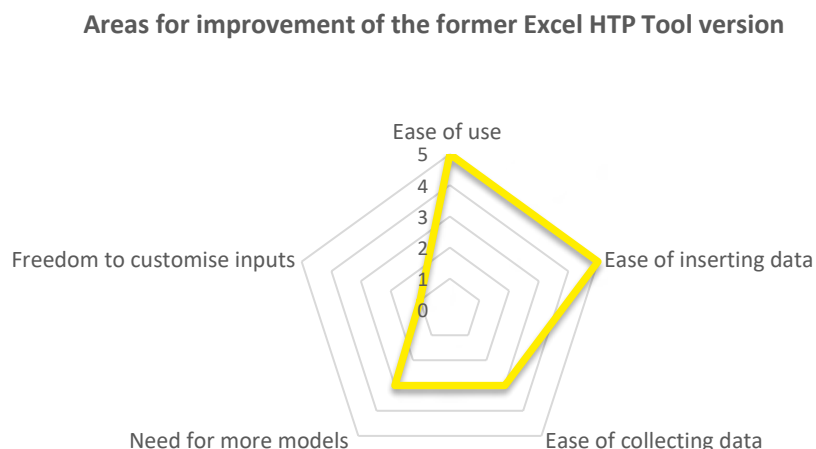 Areas for improvement of the former Excel HTP Tool version
Ease of use
5
4
3
2
1
0
Freedom to customise inputs
Ease of inserting data
Need for more models
Ease of collecting data